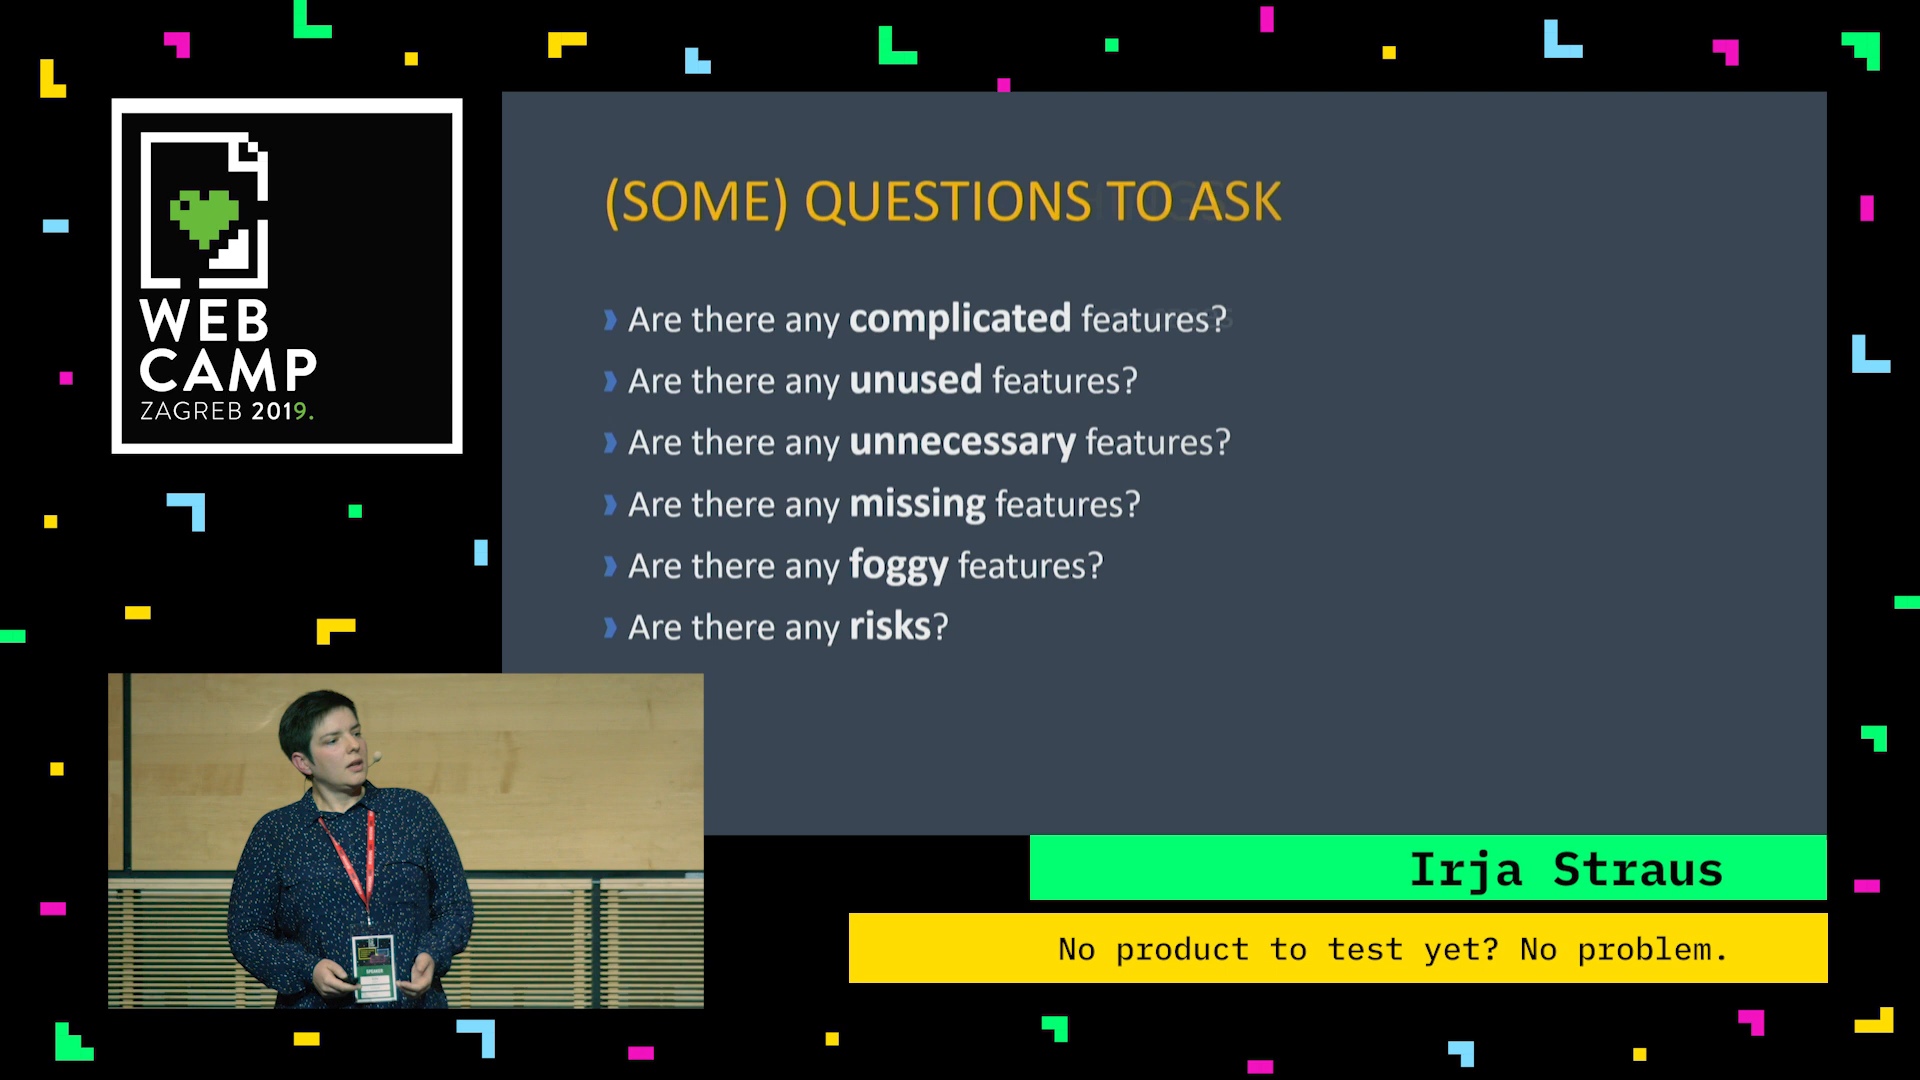 WEB
CAMP
ZAGREB 2019.
(SOME) QUESTIONS TO ASK
Are there any complicated features?
Are there any unused features?
Are there any unnecessary features?
Are there any missing features?
Are there any foggy features?
Are there any risks?
SPEAKER
Irja Straus
No product to test yet? No problem.